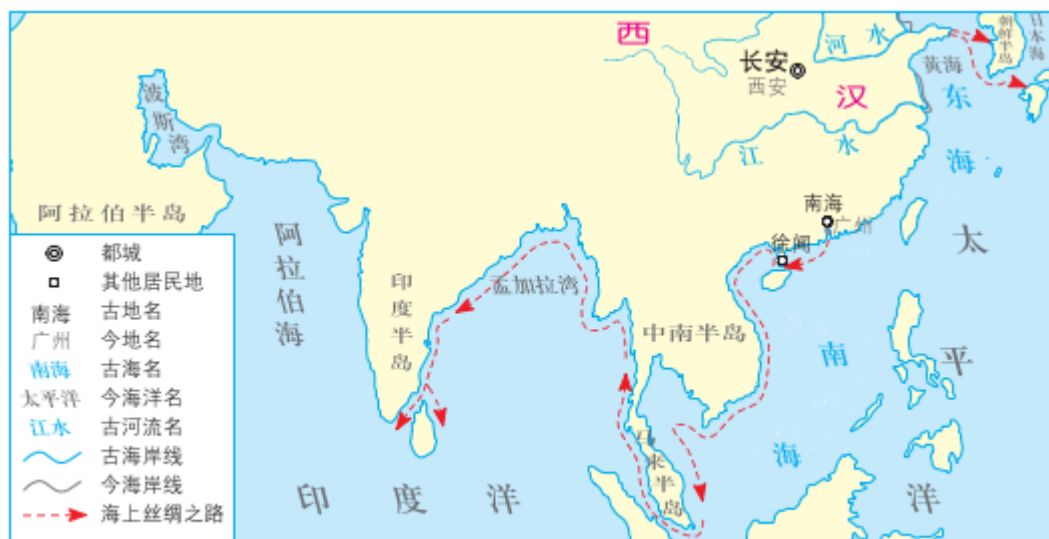 西 汉
河 水
朝鲜半岛
日本海
黄海
长安
西安
东 海
波斯湾
江 水
南海
广州
徐闻
太 平 洋
阿拉伯半岛
阿拉伯海
印度半岛
孟加拉湾
中南半岛
南 海
马来半岛
印 度 洋
都城
其他居民地
南海 古地名
广州 今地名
南海 古海名
太平洋 今海洋名
江水 古河流名
古海岸线
今海岸线
海上丝绸之路